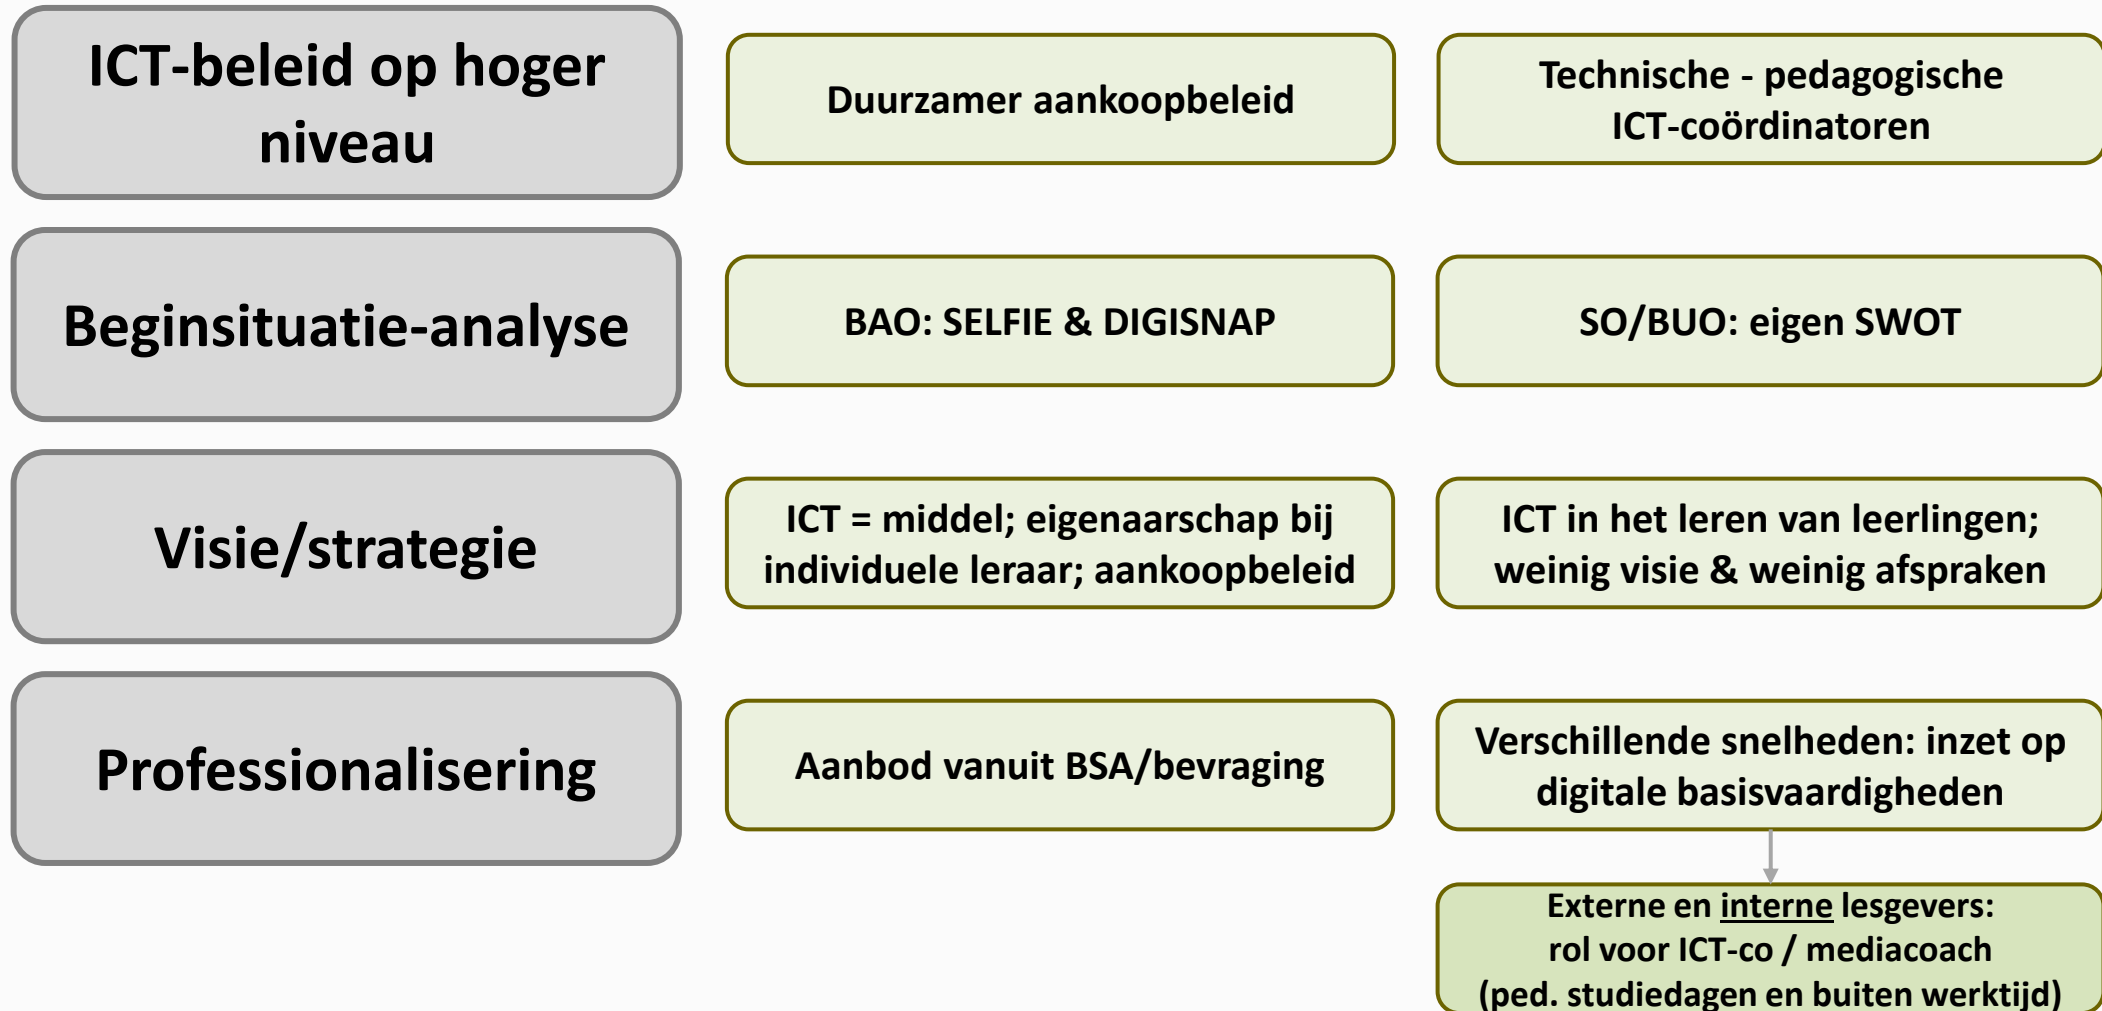 ICT-beleid op hoger
niveau
Duurzamer aankoopbeleid
Technische - pedagogische
ICT-coördinatoren
Beginsituatie-analyse
BAO: SELFIE & DIGISNAP
SO/BUO: eigen SWOT
Visie/strategie
ICT = middel; eigenaarschap bij
individuele leraar; aankoopbeleid
ICT in het leren van leerlingen;
weinig visie & weinig afspraken
Professionalisering
Aanbod vanuit BSA/bevraging
Verschillende snelheden: inzet op
digitale basisvaardigheden
Externe en interne lesgevers:
rol voor ICT-co / mediacoach
(ped. studiedagen en buiten werktijd)